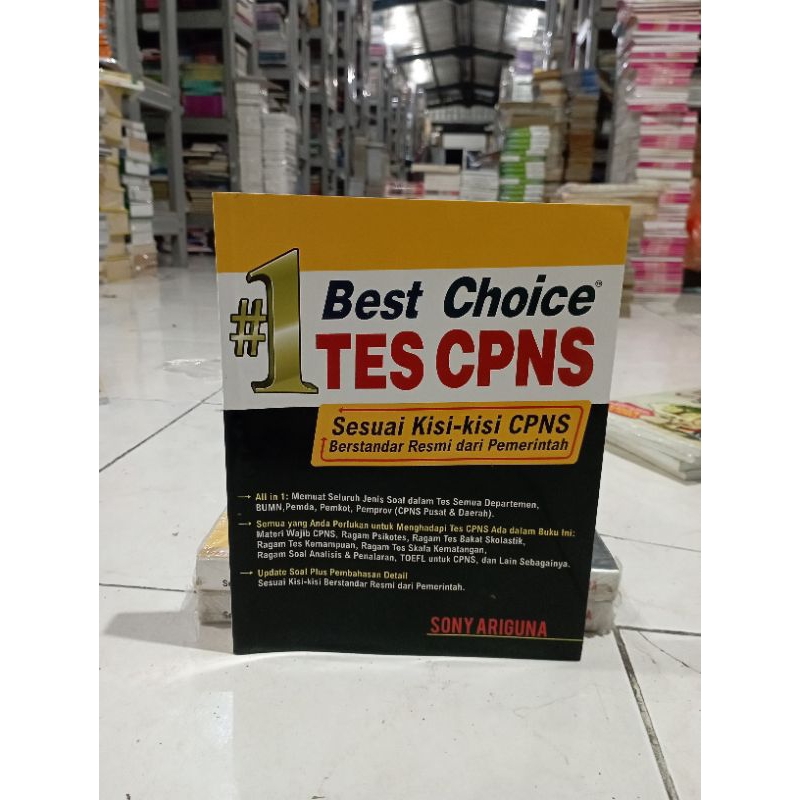 #1 Best Choice
TES CPNS
Sesuai Kisi-kisi CPNS
Berstandar Resmi dari Pemerintah
All in 1: Memuat Seluruh Jenis Soal dalam Tes Semua Departemen,
BUMN,Pemda, Pemkot, Pemprov (CPNS Pusat & Daerah).
Semua yang Anda Perlukan untuk Menghadapi Tes CPNS Ada dalam Buku Ini:
Materi Wajib CPNS, Ragam Psikotes, Ragam Tes Bakat Skolastik,
Ragam Tes Kemampuan, Ragam Tes Skala Kematangan,
Ragam Soal Analisis & Penalaran, TOEFL untuk CPNS, dan Lain Sebagainya.
Update Soal Plus Pembahasan Detail
Sesuai Kisi-kisi Berstandar Resmi dari Pemerintah.
SONY ARIGUNA